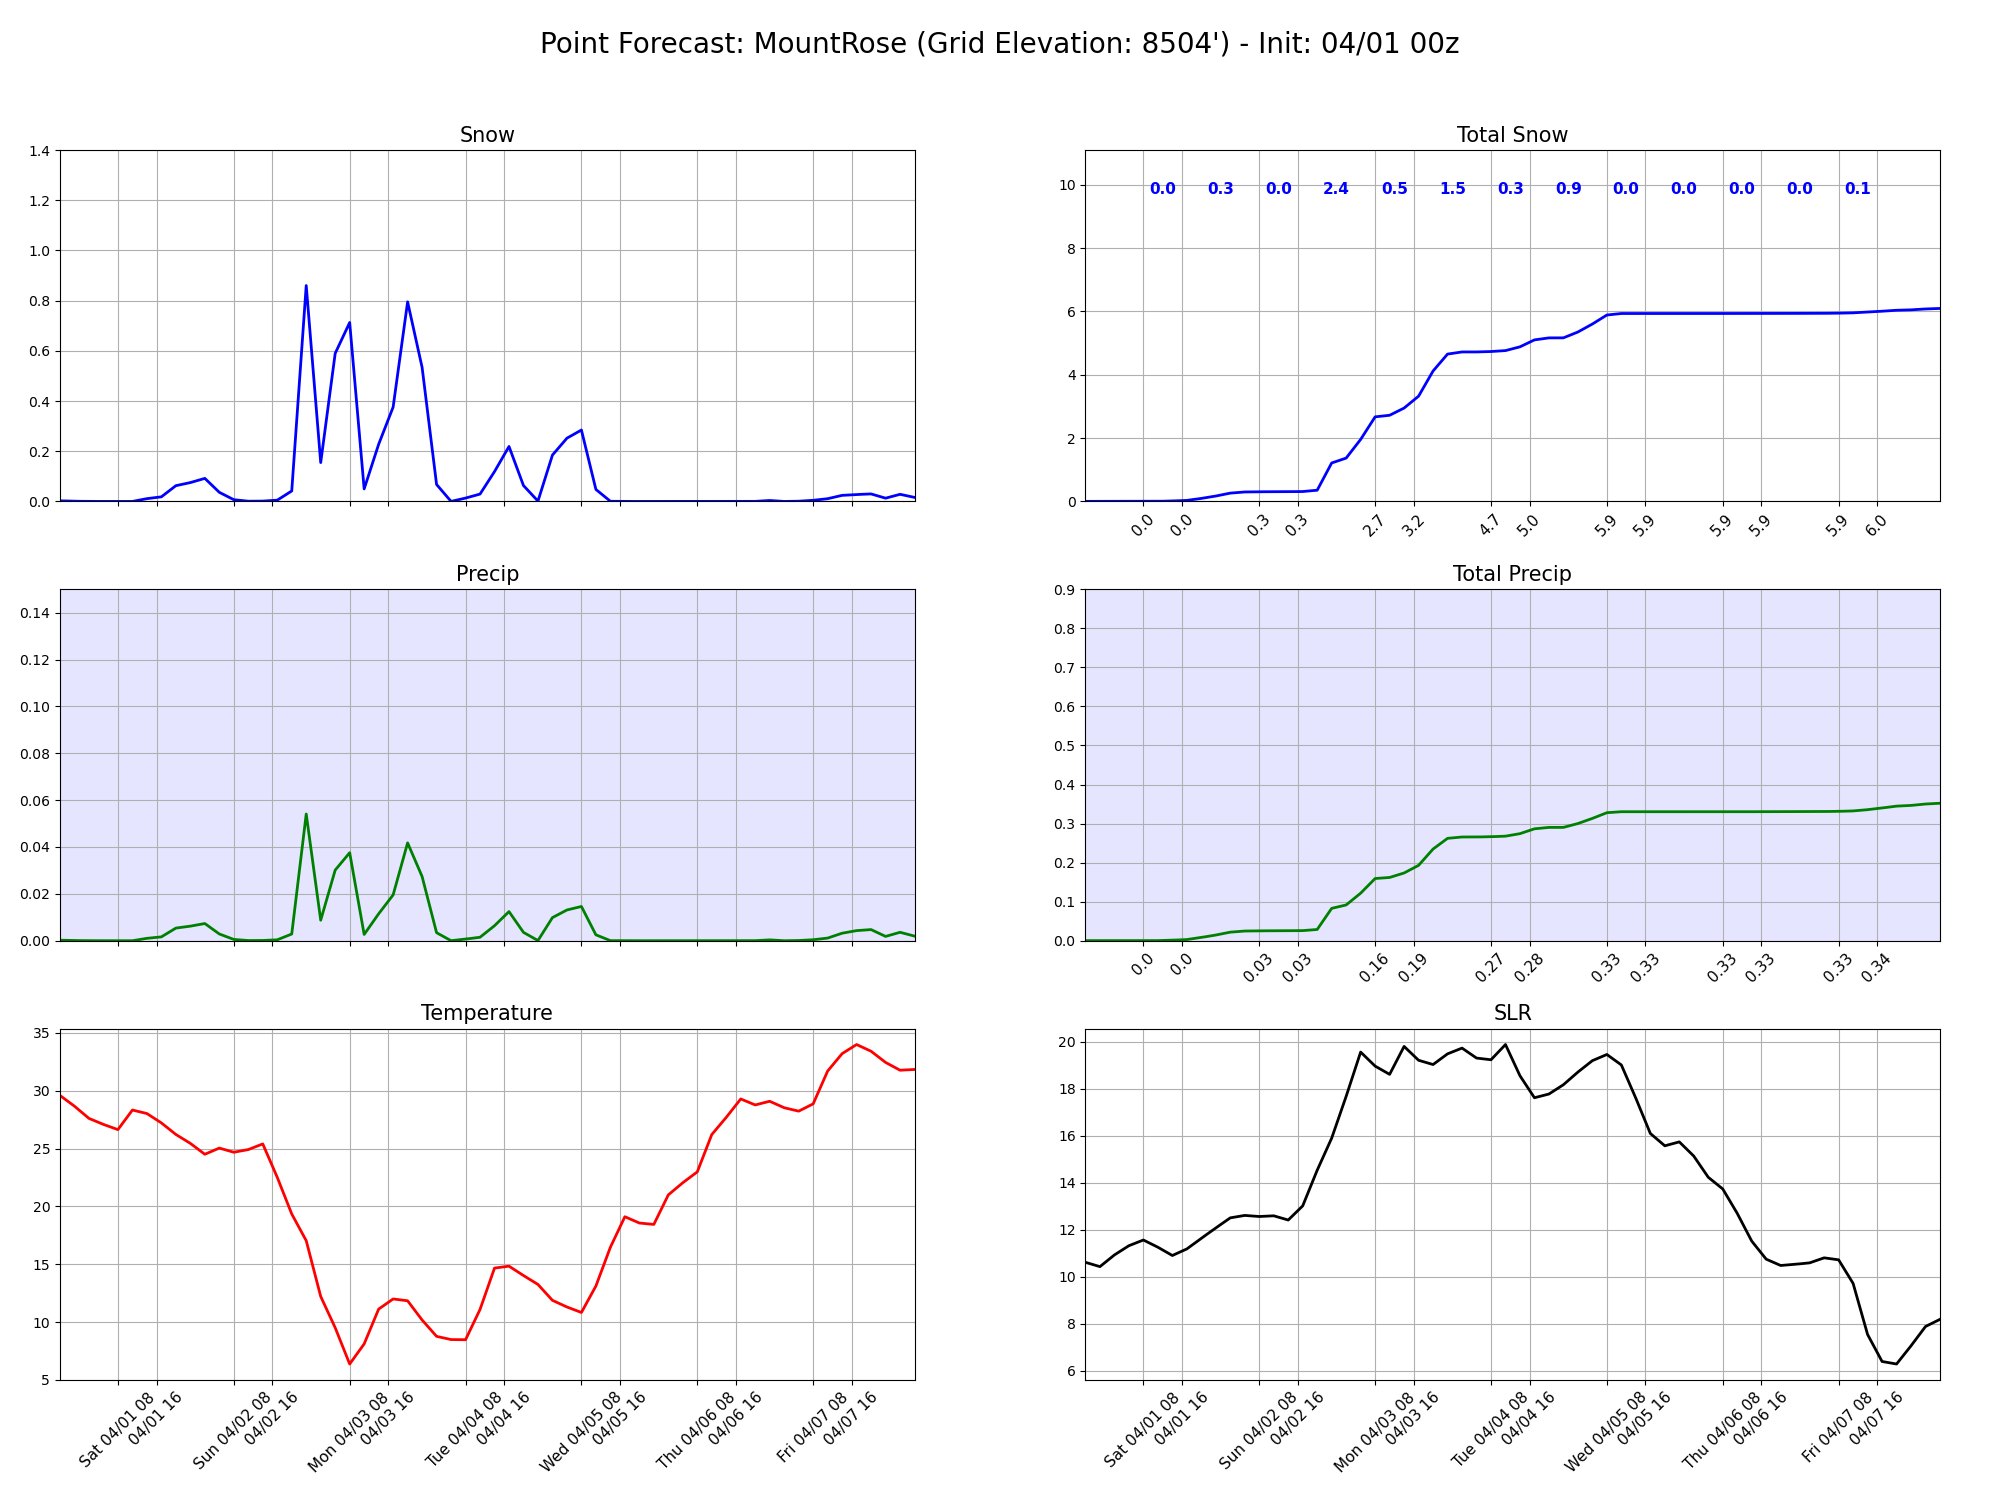 Point Forecast: MountRose (Grid Elevation: 8504') - Init: 04/01 00z
Snow
1.4
1.2
1.0
0.8
0.6
0.4
0.2
0.0
Total Snow
10
8
6
4
2
0
0.0 0.3 0.0 2.4 0.5 1.5 0.3 0.9 0.0 0.0 0.0 0.0 0.1
0.0 0.0 0.3 0.3 2.7 3.2 4.7 5.0 5.9 5.9 5.9 5.9 5.9 6.0
Precip
0.14
0.12
0.10
0.08
0.06
0.04
0.02
0.00
Total Precip
0.9
0.8
0.7
0.6
0.5
0.4
0.3
0.2
0.1
0.0
0.0 0.0 0.03 0.03 0.16 0.19 0.27 0.28 0.33 0.33 0.33 0.33 0.33 0.34
Temperature
35
30
25
20
15
10
5
Sat 04/01 08
04/01 16
Sun 04/02 08
04/02 16
Mon 04/03 08
04/03 16
Tue 04/04 08
04/04 16
Wed 04/05 08
04/05 16
Thu 04/06 08
04/06 16
Fri 04/07 08
04/07 16
SLR
20
18
16
14
12
10
8
6
Sat 04/01 08
04/01 16
Sun 04/02 08
04/02 16
Mon 04/03 08
04/03 16
Tue 04/04 08
04/04 16
Wed 04/05 08
04/05 16
Thu 04/06 08
04/06 16
Fri 04/07 08
04/07 16